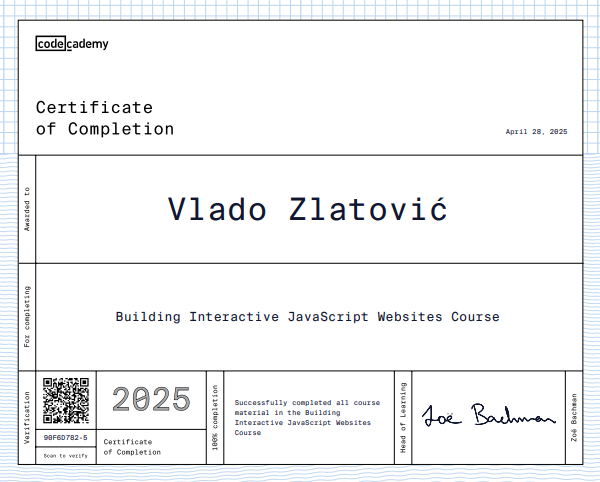 codecademy
Certificate
of Completion
April 28, 2025
Awarded to
Vlado Zlatović
For completing
Building Interactive JavaScript Websites Course
Verification
90F6D782-5
Scan to verify
2025
Certificate
of Completion
100% completion
Successfully completed all course
material in the Building
Interactive JavaScript Websites
Course
Head of Learning
Zoë Bachman
Zoë Bachman